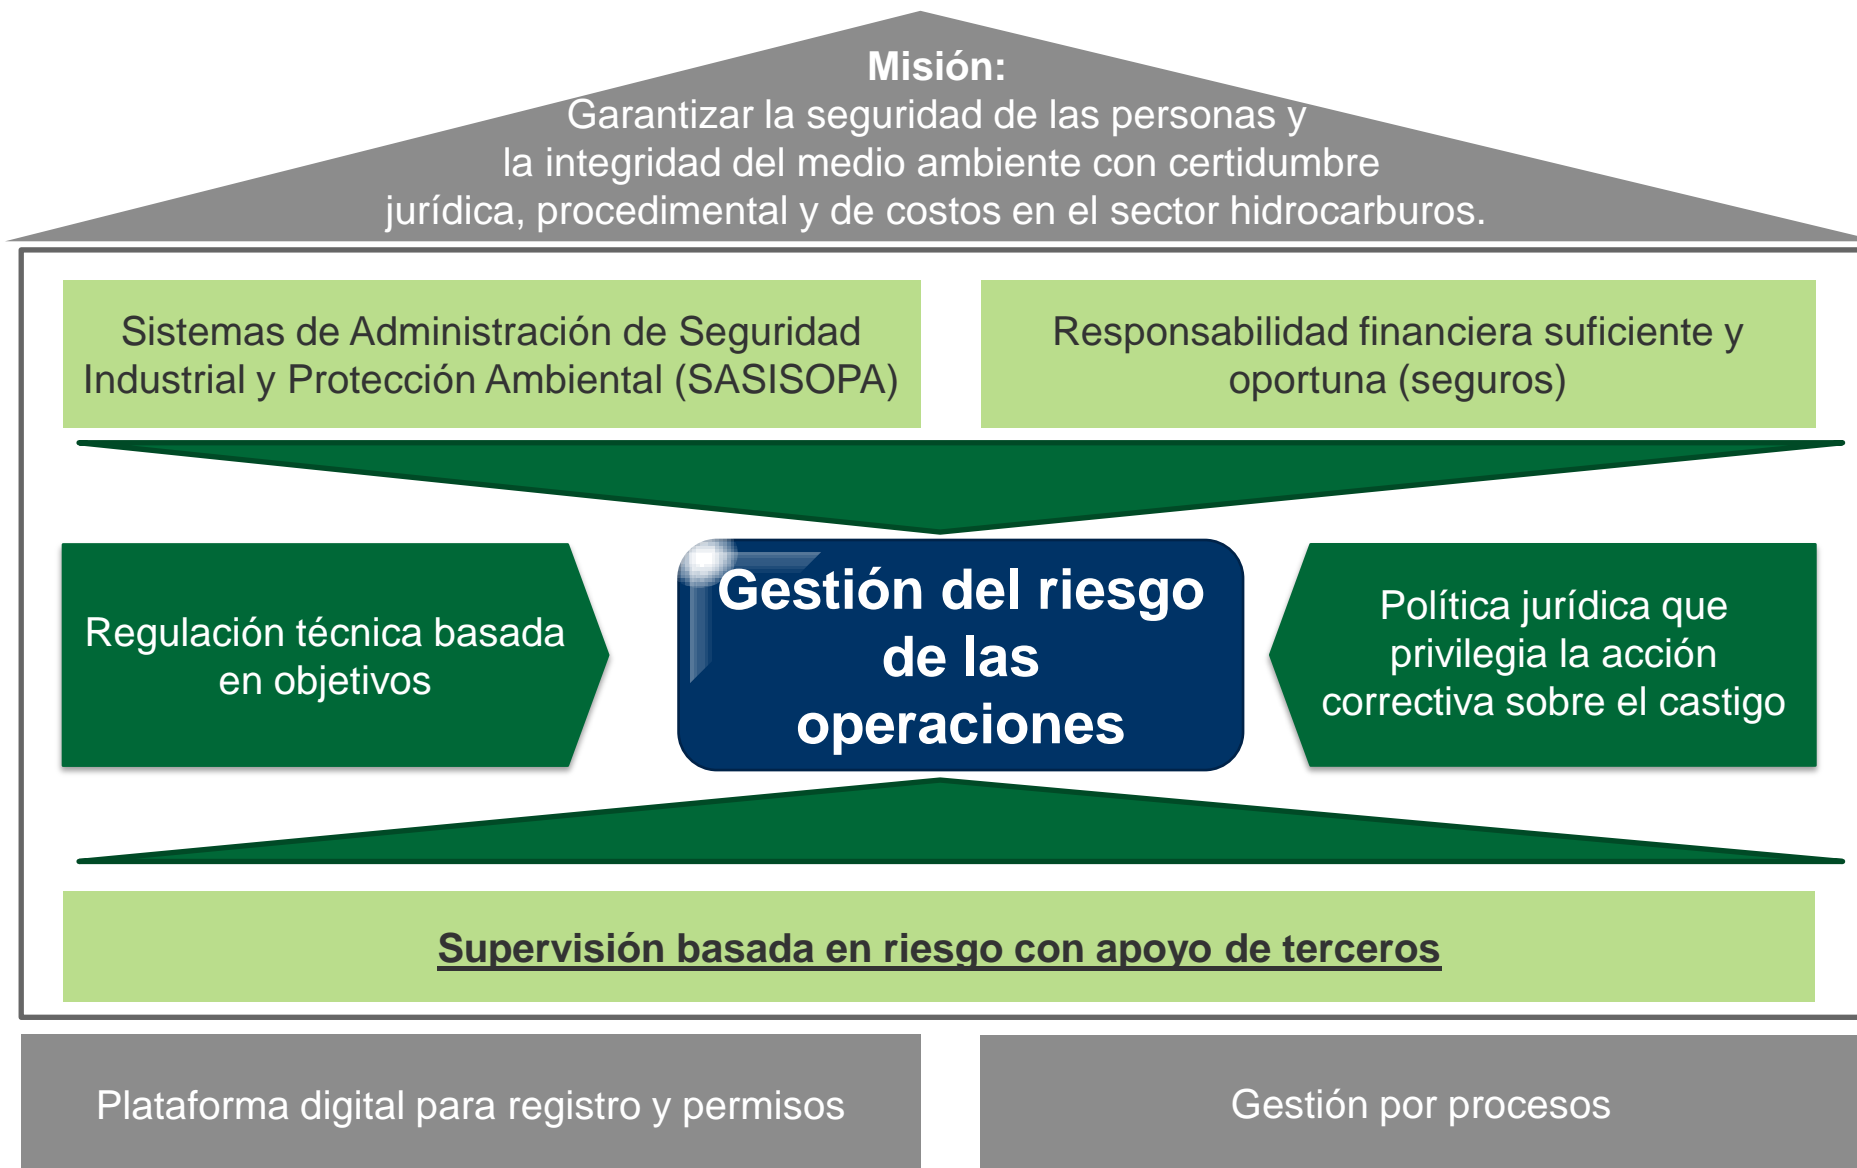 Misión:
Garantizar la seguridad de las personas y
la integridad del medio ambiente con certidumbre
jurídica, procedimental y de costos en el sector hidrocarburos.
Sistemas de Administración de Seguridad
Industrial y Protección Ambiental (SASISOPA)
Responsabilidad financiera suficiente y
oportuna (seguros)
Regulación técnica basada
en objetivos
Gestión del riesgo
de las
operaciones
Política jurídica que
privilegia la acción
correctiva sobre el castigo
Supervisión basada en riesgo con apoyo de terceros
Plataforma digital para registro y permisos
Gestión por procesos